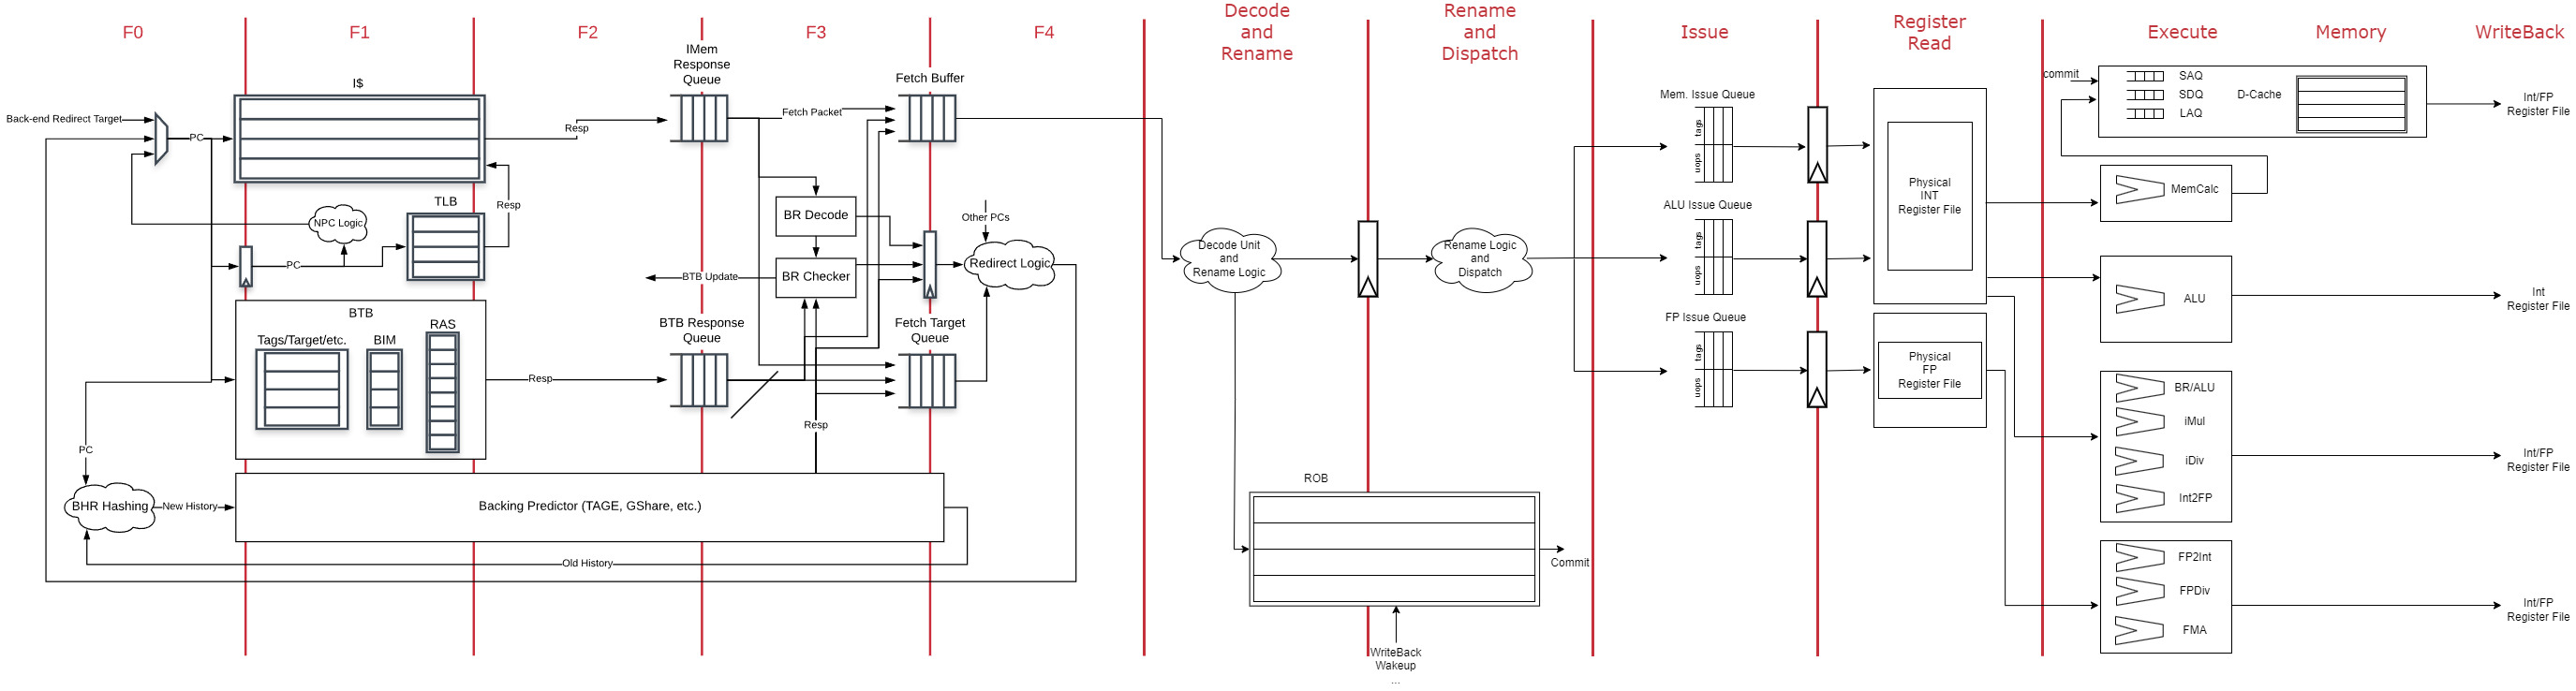 F0
F1
F2
F3
F4
Decode
and
Rename
Rename
and
Dispatch
Issue
Register
Read
Execute
Memory
WriteBack
Back-end Redirect Target
PC
I$
Resp
IMem
Response
Queue
Fetch Packet
Fetch Buffer
NPC Logic
TLB
Resp
PC
BR Decode
BR Checker
BTB Update
Other PCs
Redirect Logic
BTB
Tags/Target/etc.
BIM
RAS
Resp
BTB Response
Queue
Fetch Target
Queue
Resp
PC
BHR Hashing
New History
Backing Predictor (TAGE, GShare, etc.)
Old History
Decode Unit
and
Rename Logic
Rename Logic
and
Dispatch
ROB
Commit
WriteBack
Wakeup
...
Mem. Issue Queue
tags
uops
ALU Issue Queue
tags
uops
FP Issue Queue
tags
uops
Physical
INT
Register File
Physical
FP
Register File
commit
SAQ
SDQ
LAQ
D-Cache
Int/FP
Register File
MemCalc
ALU
Int
Register File
BR/ALU
iMul
iDiv
Int2FP
Int/FP
Register File
FP2Int
FPDiv
FMA
Int/FP
Register File